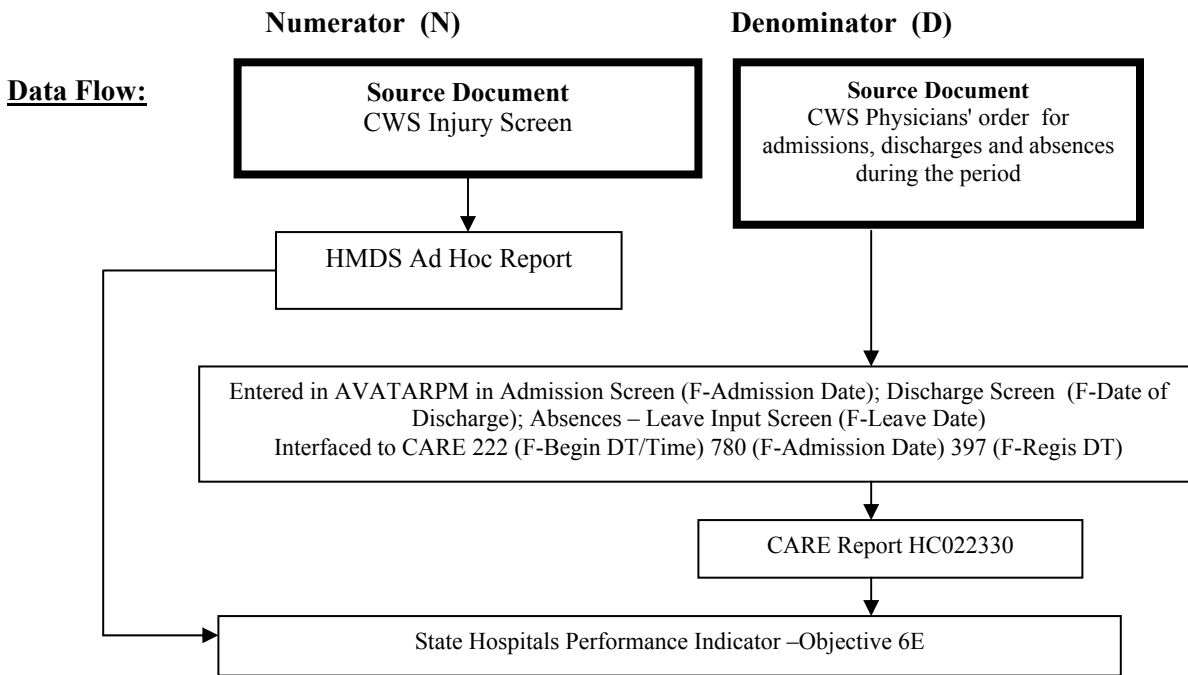 Numerator (N)
Denominator (D)
Data Flow:
Source Document
CWS Injury Screen
Source Document
CWS Physicians' order for
admissions, discharges and absences
during the period
HMDS Ad Hoc Report
Entered in AVATARPM in Admission Screen (F-Admission Date); Discharge Screen (F-Date of
Discharge); Absences – Leave Input Screen (F-Leave Date)
Interfaced to CARE 222 (F-Begin DT/Time) 780 (F-Admission Date) 397 (F-Regis DT)
CARE Report HC022330
State Hospitals Performance Indicator –Objective 6E